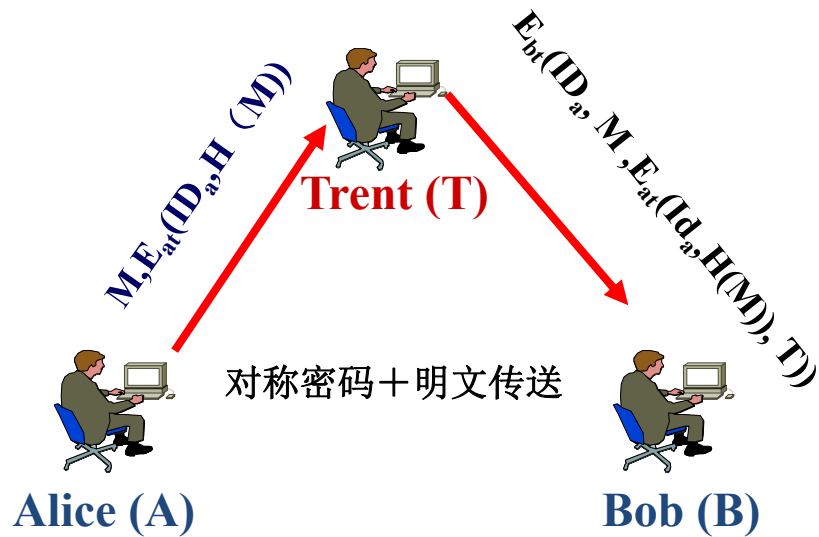 M,Eat(IDa,H（M))
Ebt(IDa, M ,Eat(Ida,H(M)), T))
Trent (T)
对称密码＋明文传送
Alice (A)
Bob (B)